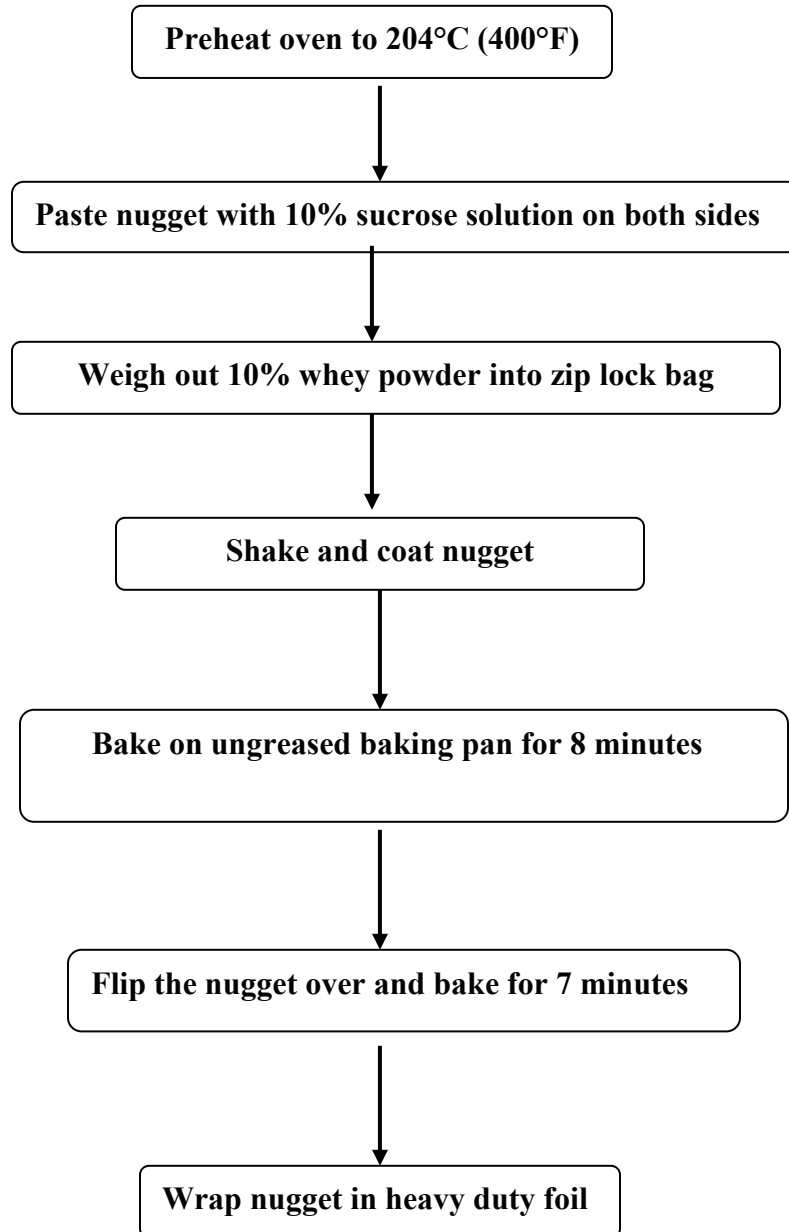 Preheat oven to 204°C (400°F)
Paste nugget with 10% sucrose solution on both sides
Weigh out 10% whey powder into zip lock bag
Shake and coat nugget
Bake on ungreased baking pan for 8 minutes
Flip the nugget over and bake for 7 minutes
Wrap nugget in heavy duty foil